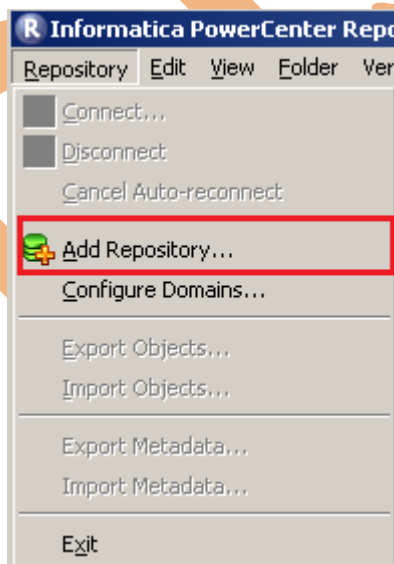 R Informatica PowerCenter Repo
Repository Edit View Folder Ver
Connect...
Disconnect
Cancel Auto-reconnect
Add Repository...
Configure Domains...
Export Objects...
Import Objects...
Export Metadata...
Import Metadata...
Exit